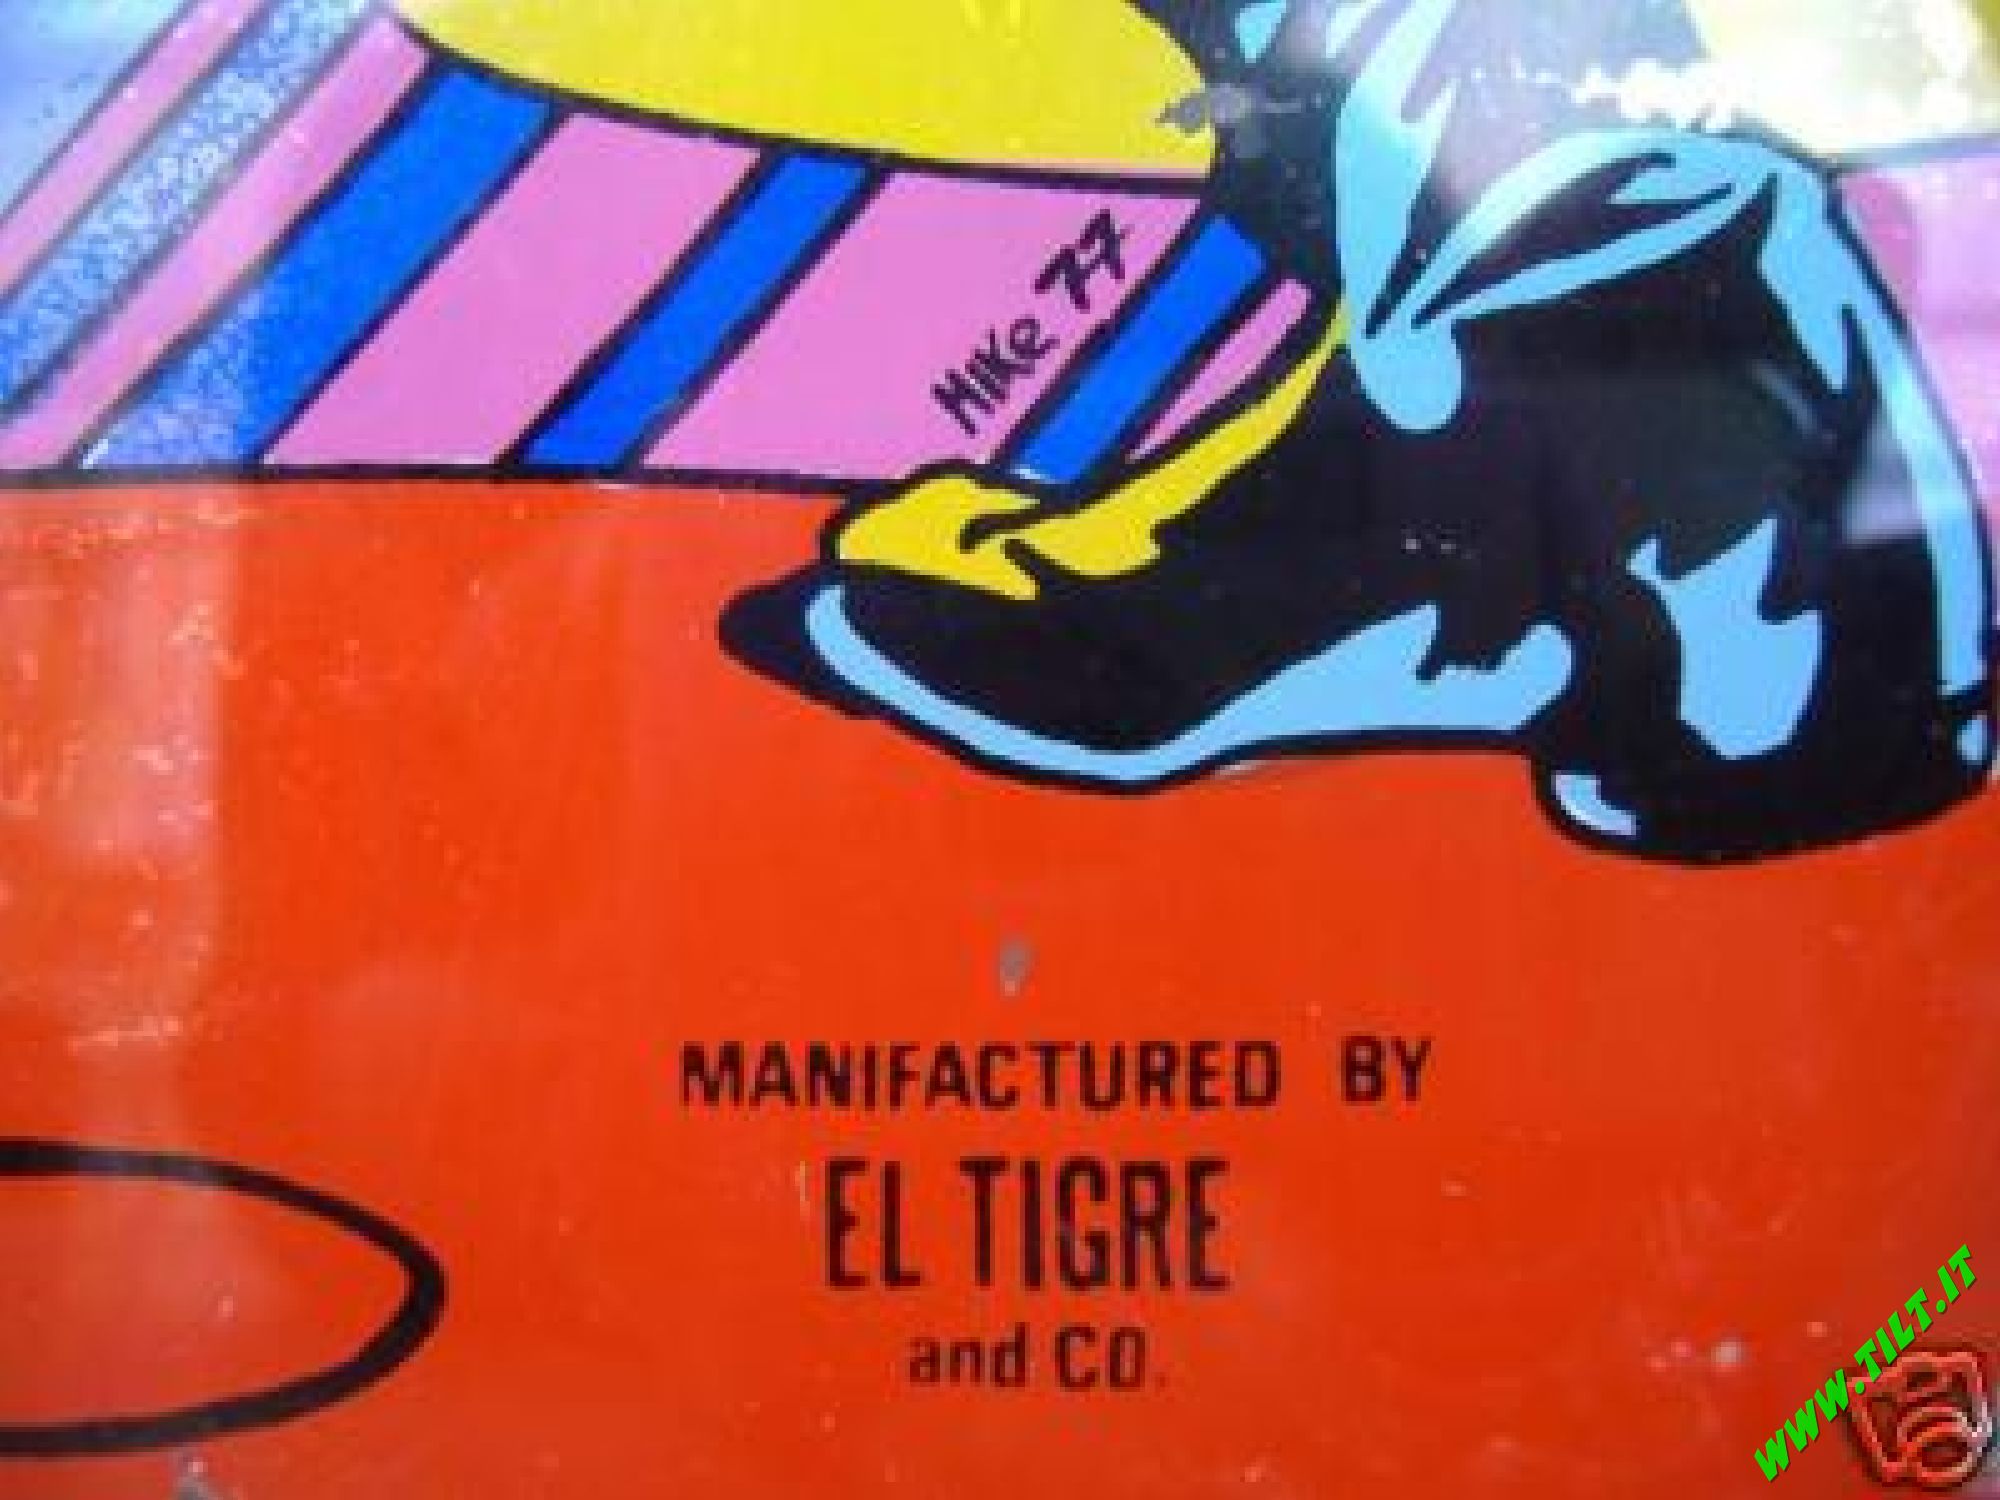 MIKe 77
MANIFACTURED BY
EL TIGRE
and CO.
WWW.TILT.IT